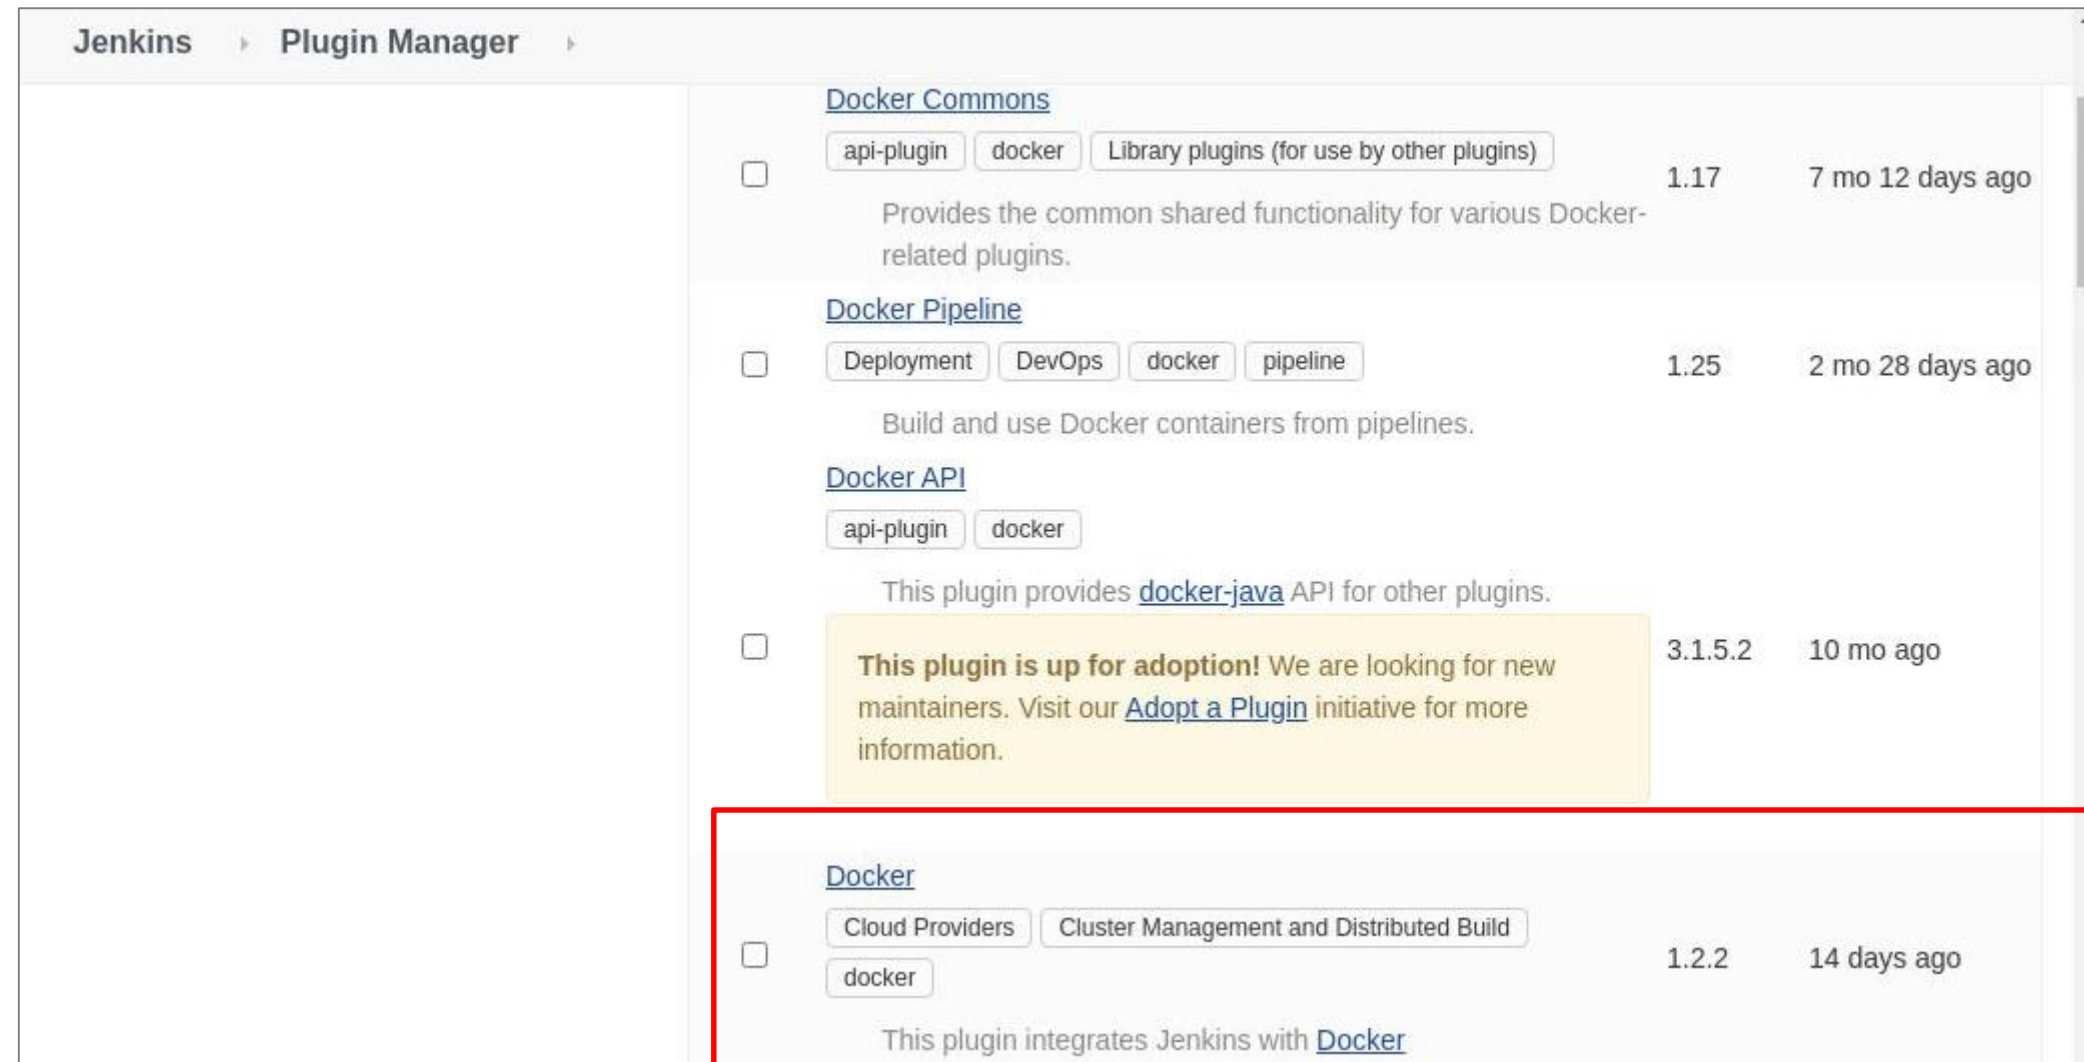 Jenkins Plugin Manager
Docker Commons
api-plugin docker Library plugins (for use by other plugins)
1.17 7 mo 12 days ago
Provides the common shared functionality for various Docker-
related plugins.
Docker Pipeline
Deployment DevOps docker pipeline
1.25 2 mo 28 days ago
Build and use Docker containers from pipelines.
Docker API
api-plugin docker
This plugin provides docker-java API for other plugins.
This plugin is up for adoption! We are looking for new
maintainers. Visit our Adopt a Plugin initiative for more
information.
3.1.5.2 10 mo ago
Docker
Cloud Providers Cluster Management and Distributed Build
docker
1.2.2 14 days ago
This plugin integrates Jenkins with Docker